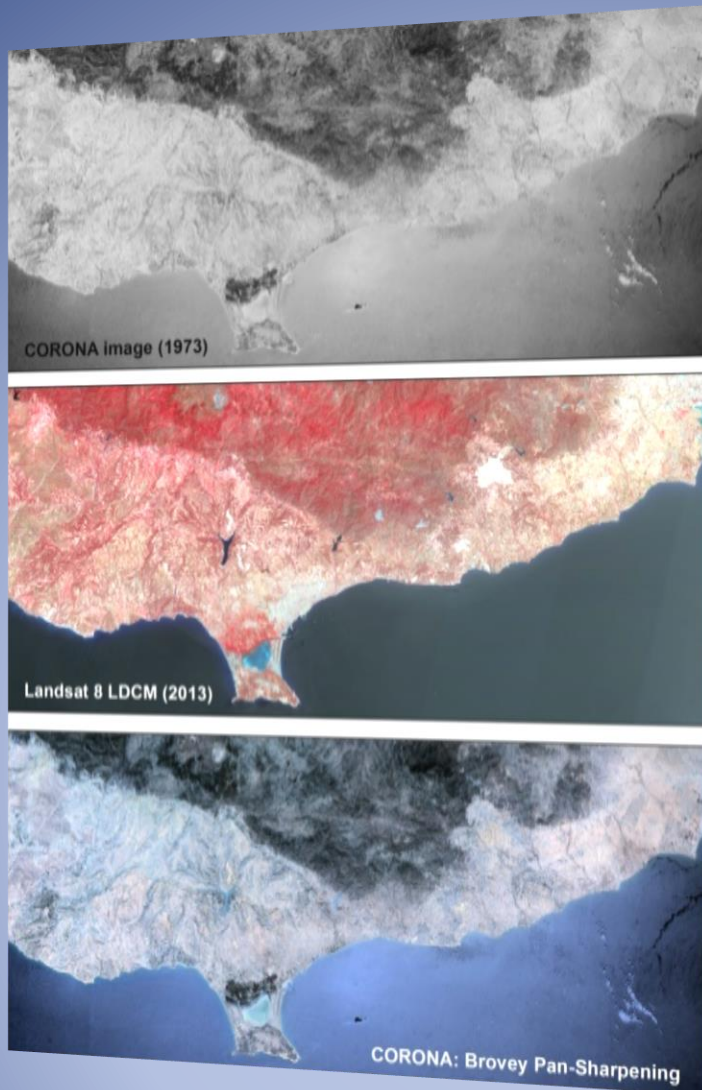 CORONA image (1973)
Landsat 8 LDCM (2013)
CORONA: Brovey Pan-Sharpening